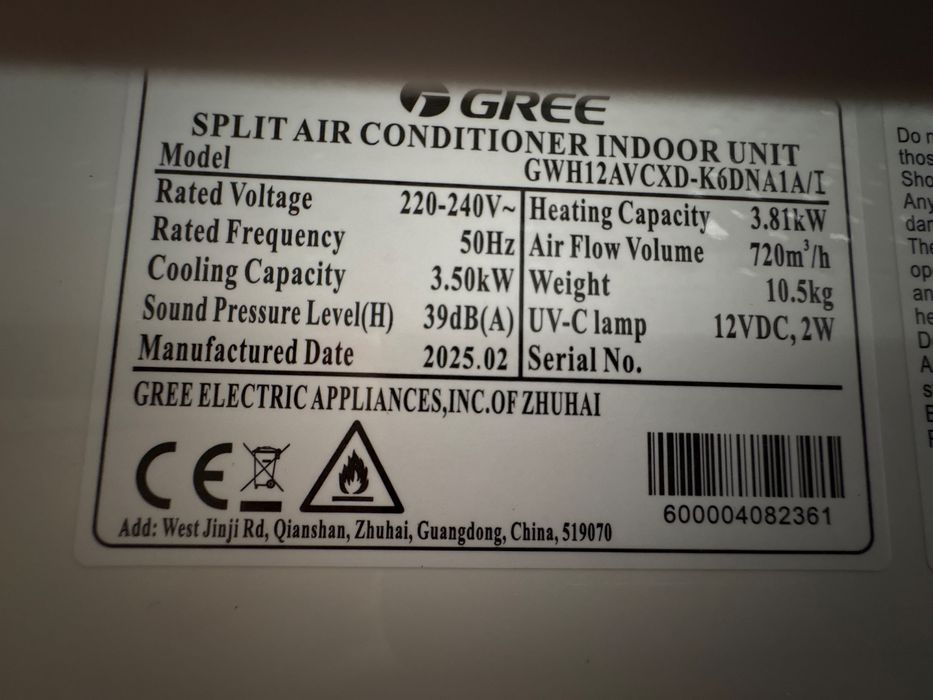 GREE
SPLIT AIR CONDITIONER INDOOR UNIT
Model GWH12AVCXD-K6DNA1A/I
Rated Voltage 220-240V~
Rated Frequency 50Hz
Cooling Capacity 3.50kW
Sound Pressure Level(H) 39dB(A)
Manufactured Date 2025.02
Heating Capacity 3.81kW
Air Flow Volume 720m³/h
Weight 10.5kg
UV-C lamp 12VDC, 2W
Serial No.
GREE ELECTRIC APPLIANCES,INC.OF ZHUHAI
CE
600004082361
Add: West Jinji Rd, Qianshan, Zhuhai, Guangdong, China, 519070
Do